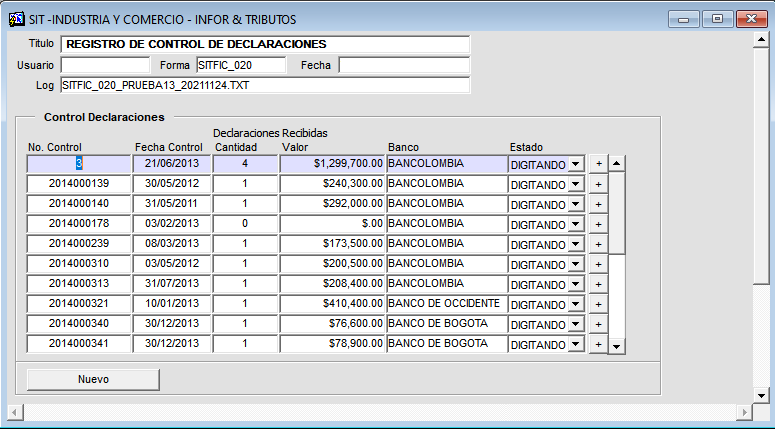 SIT -INDUSTRIA Y COMERCIO - INFOR & TRIBUTOS
Titulo REGISTRO DE CONTROL DE DECLARACIONES
Usuario Forma SITFIC_020 Fecha
Log SITFIC_020_PRUEBA13_20211124.TXT
Control Declaraciones
Declaraciones Recibidas
No. Control Fecha Control Cantidad Valor Banco Estado
3 21/06/2013 4 $1,299,700.00 BANCOLOMBIA DIGITANDO +
2014000139 30/05/2012 1 $240,300.00 BANCOLOMBIA DIGITANDO +
2014000140 31/05/2011 1 $292,000.00 BANCOLOMBIA DIGITANDO +
2014000178 03/02/2013 0 $.00 BANCOLOMBIA DIGITANDO +
2014000239 08/03/2013 1 $173,500.00 BANCOLOMBIA DIGITANDO +
2014000310 03/05/2012 1 $200,500.00 BANCOLOMBIA DIGITANDO +
2014000313 31/07/2013 1 $208,400.00 BANCOLOMBIA DIGITANDO +
2014000321 10/01/2013 1 $410,400.00 BANCO DE OCCIDENTE DIGITANDO +
2014000340 30/12/2013 1 $76,600.00 BANCO DE BOGOTA DIGITANDO +
2014000341 30/12/2013 1 $78,900.00 BANCO DE BOGOTA DIGITANDO +
Nuevo